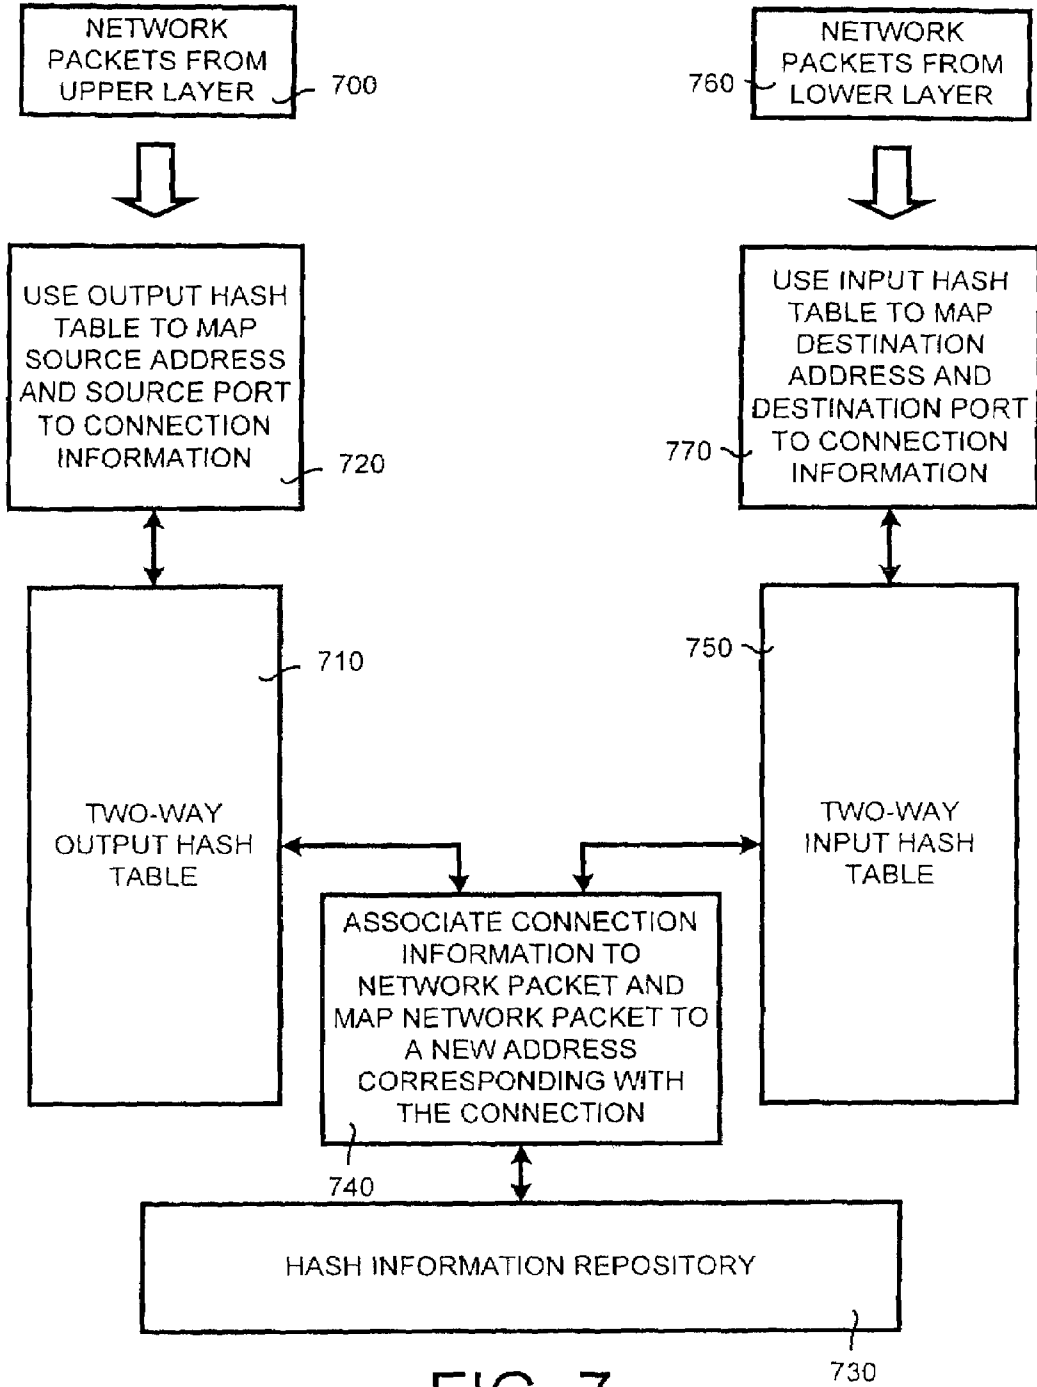 NETWORK
PACKETS FROM
UPPER LAYER
700
NETWORK
PACKETS FROM
LOWER LAYER
760
USE OUTPUT HASH
TABLE TO MAP
SOURCE ADDRESS
AND SOURCE PORT
TO CONNECTION
INFORMATION
720
USE INPUT HASH
TABLE TO MAP
DESTINATION
ADDRESS AND
DESTINATION PORT
TO CONNECTION
INFORMATION
770
710
TWO-WAY
OUTPUT HASH
TABLE
750
TWO-WAY
INPUT HASH
TABLE
ASSOCIATE CONNECTION
INFORMATION TO
NETWORK PACKET AND
MAP NETWORK PACKET TO
A NEW ADDRESS
CORRESPONDING WITH
THE CONNECTION
740
HASH INFORMATION REPOSITORY
730
FIG. 7